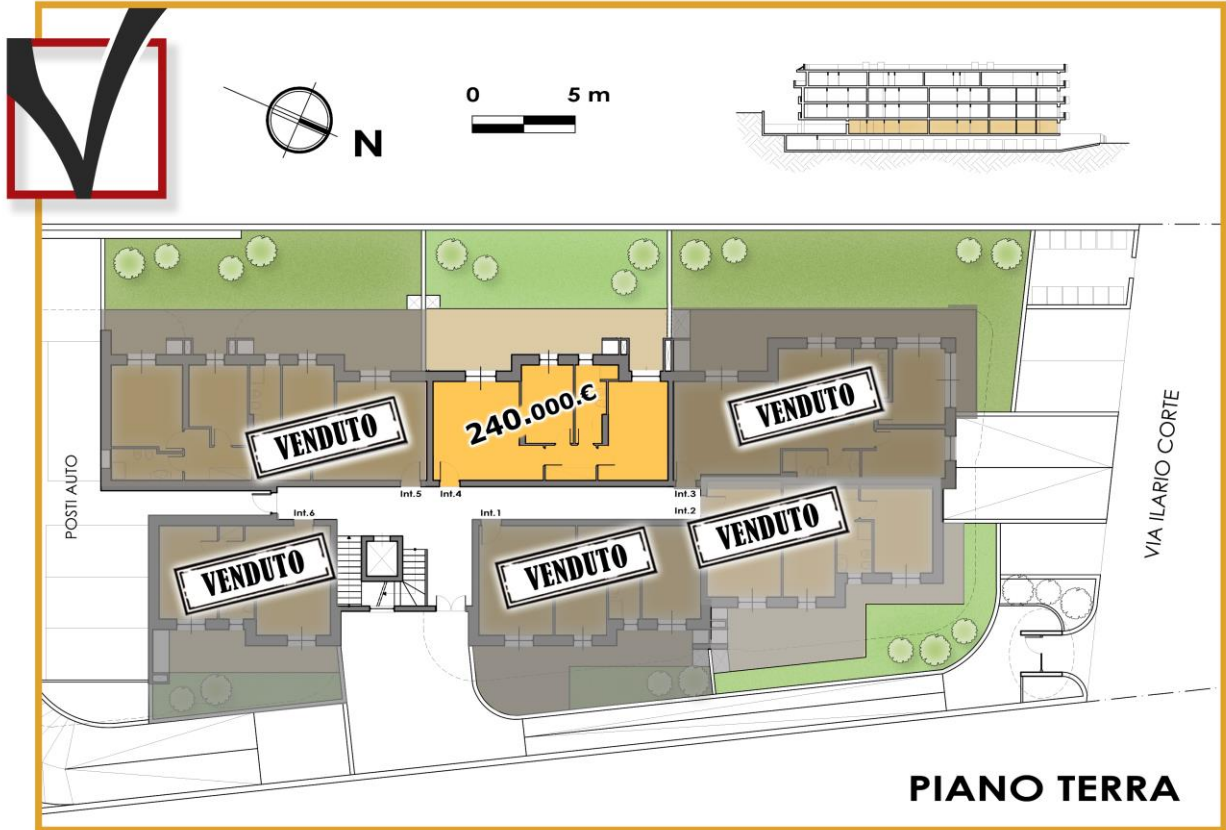 0 5 m
N
POSTI AUTO
VENDUTO
240.000.€
VENDUTO
VIA ILARIO CORTE
Int.5
Int.4
Int.3
Int.6
Int.1
Int.2
VENDUTO
VENDUTO
VENDUTO
PIANO TERRA